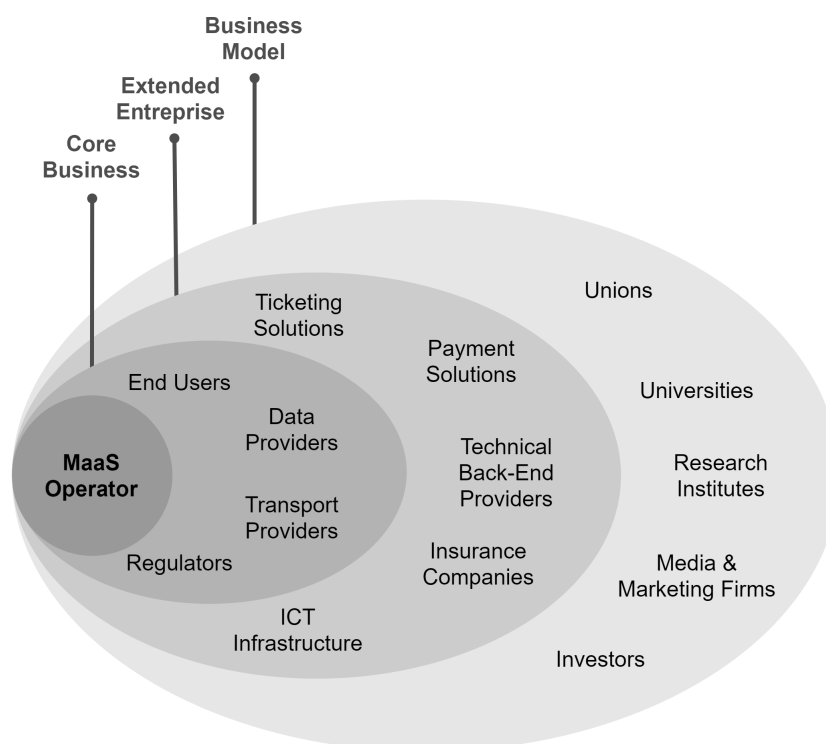 Business
Model
Extended
Entreprise
Core
Business
Unions
Ticketing
Solutions
Payment
Solutions
End Users
Universities
Data
Providers
Technical
Back-End
Providers
MaaS
Operator
Research
Institutes
Transport
Providers
Regulators
Insurance
Companies
Media &
Marketing Firms
ICT
Infrastructure
Investors